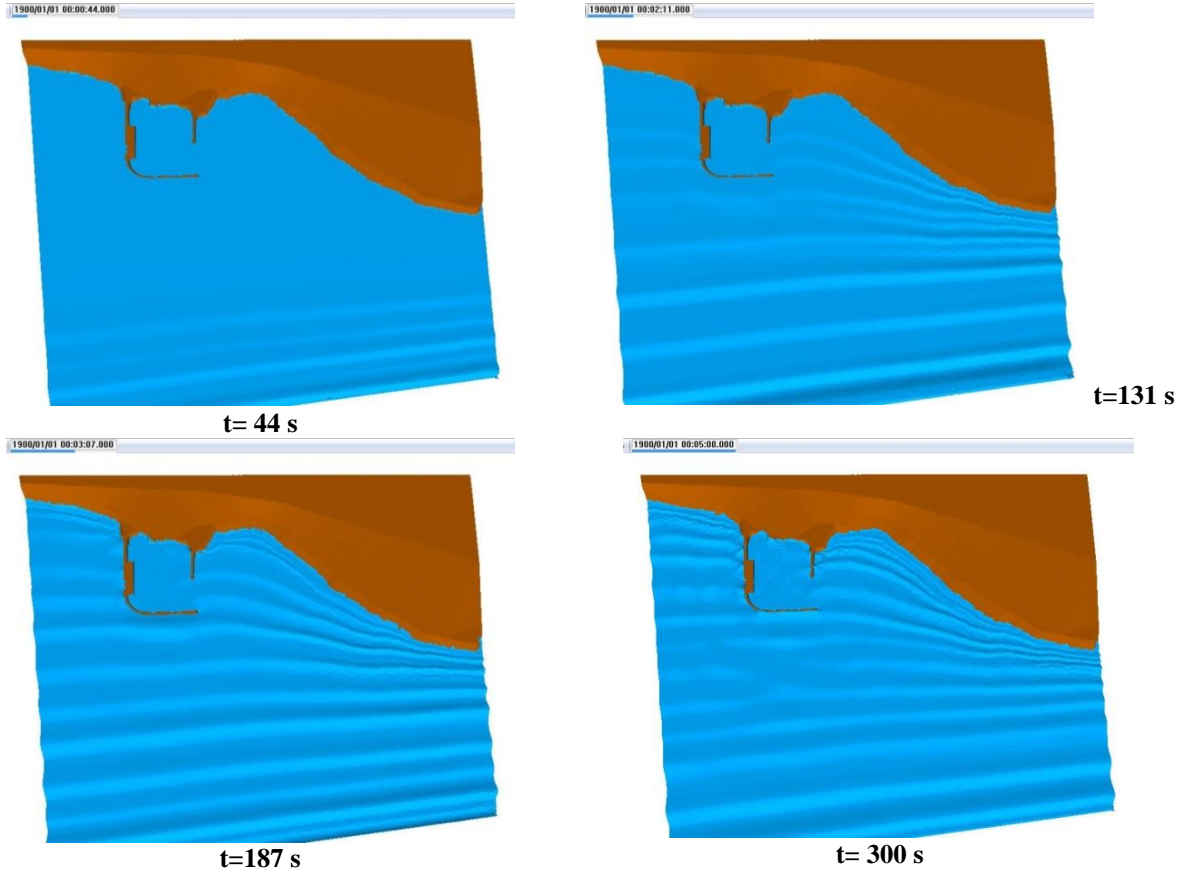 1900/01/01 00:00:44.000
1900/01/01 00:02:11.000
t= 44 s
t=131 s
1900/01/01 00:03:07.000
1900/01/01 00:05:00.000
t=187 s
t= 300 s